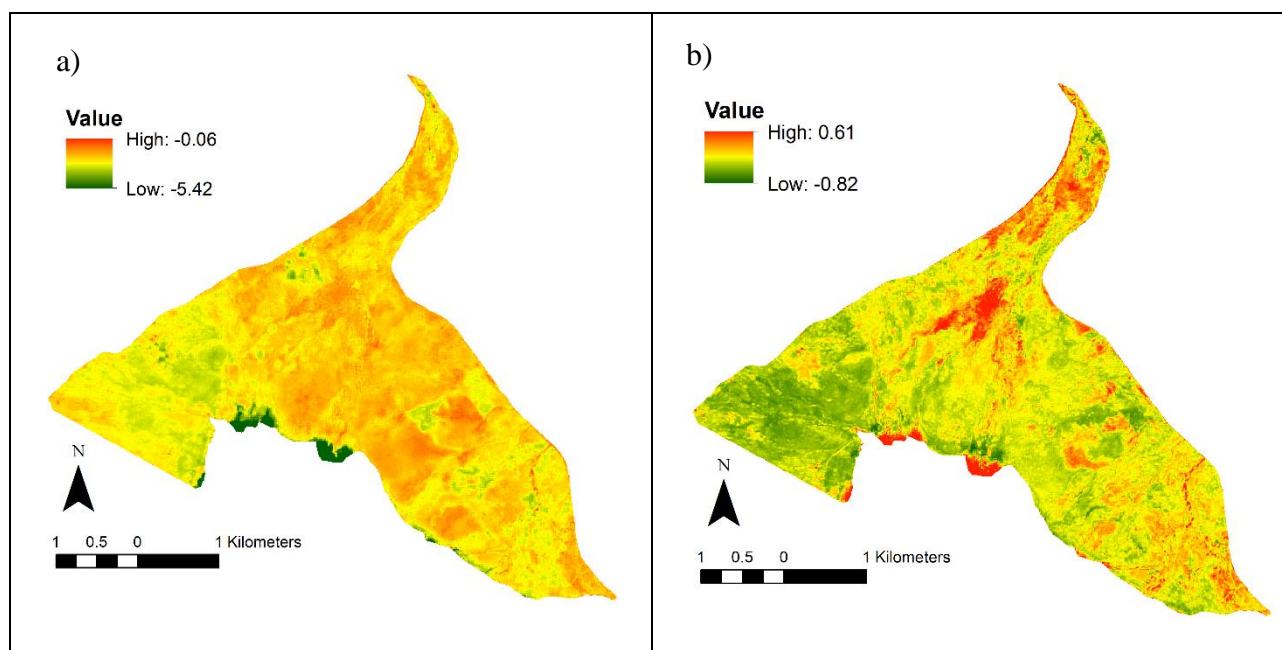 a)
Value
High: -0.06
Low: -5.42
N
1 0.5 0 1 Kilometers
b)
Value
High: 0.61
Low: -0.82
N
1 0.5 0 1 Kilometers